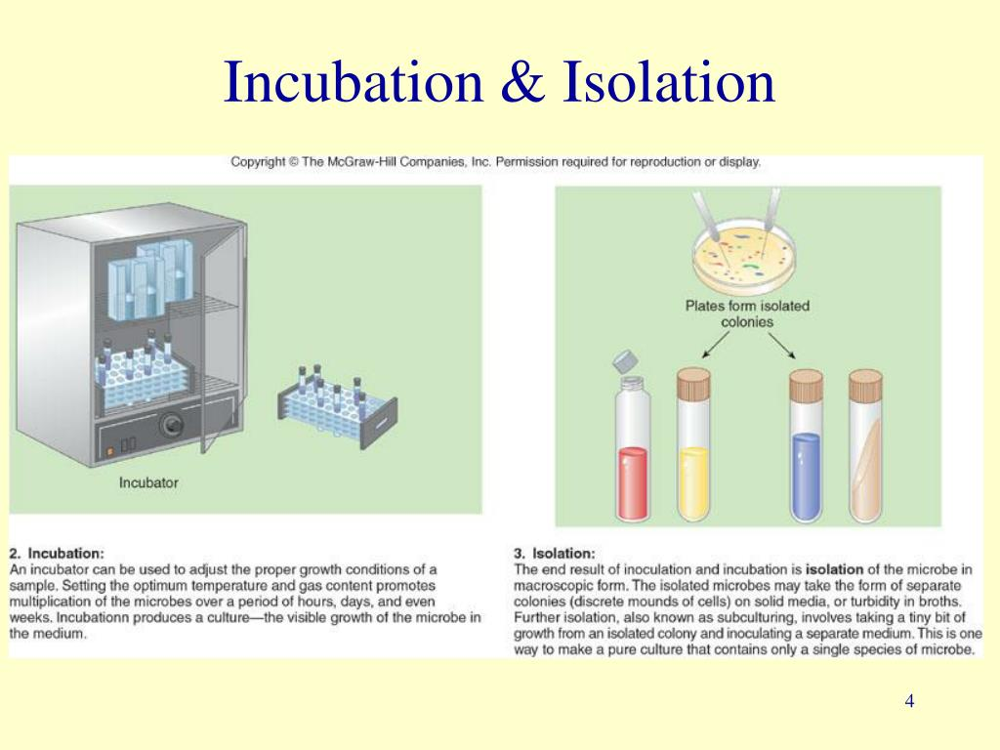 Incubation & Isolation
Copyright © The McGraw-Hill Companies, Inc. Permission required for reproduction or display.
Incubator
Plates form isolated
colonies
2. Incubation:
An incubator can be used to adjust the proper growth conditions of a
sample. Setting the optimum temperature and gas content promotes
multiplication of the microbes over a period of hours, days, and even
weeks. Incubationn produces a culture—the visible growth of the microbe in
the medium.
3. Isolation:
The end result of inoculation and incubation is isolation of the microbe in
macroscopic form. The isolated microbes may take the form of separate
colonies (discrete mounds of cells) on solid media, or turbidity in broths.
Further isolation, also known as subculturing, involves taking a tiny bit of
growth from an isolated colony and inoculating a separate medium. This is one
way to make a pure culture that contains only a single species of microbe.
4